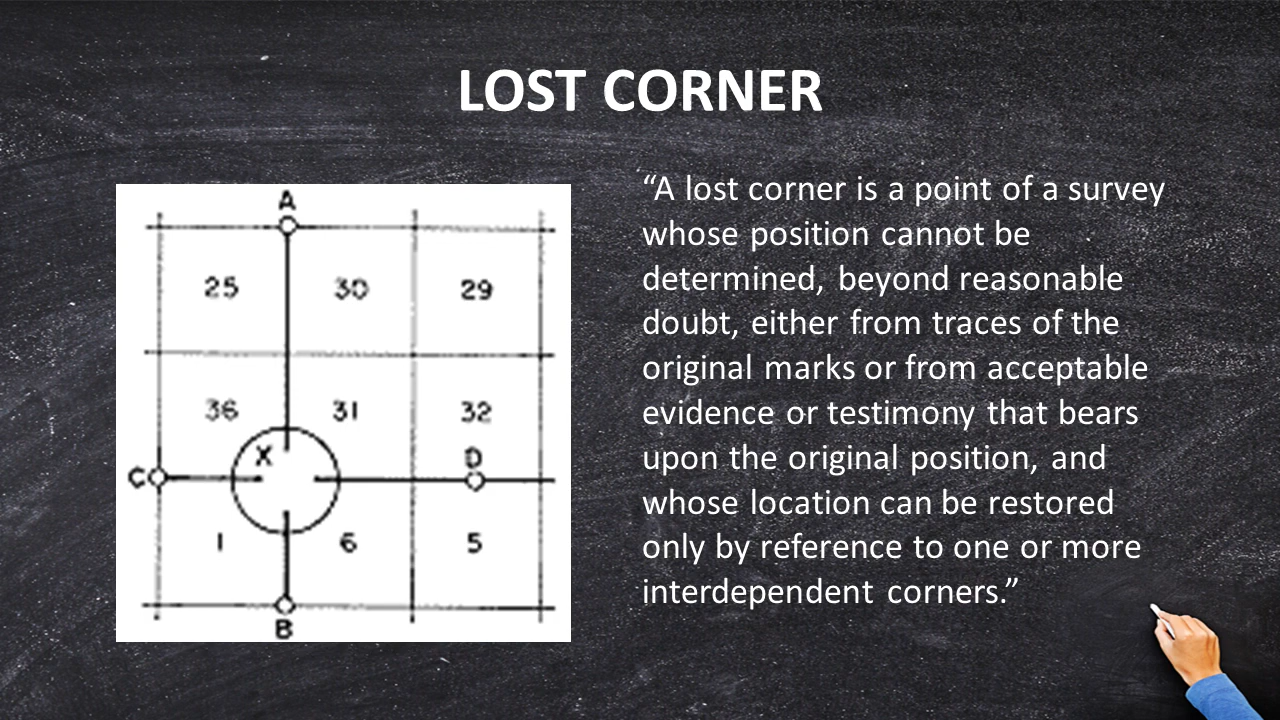 LOST CORNER
A
25 30 29
36 31 32
X
D
C
1 6 5
B
“A lost corner is a point of a survey
whose position cannot be
determined, beyond reasonable
doubt, either from traces of the
original marks or from acceptable
evidence or testimony that bears
upon the original position, and
whose location can be restored
only by reference to one or more
interdependent corners.”